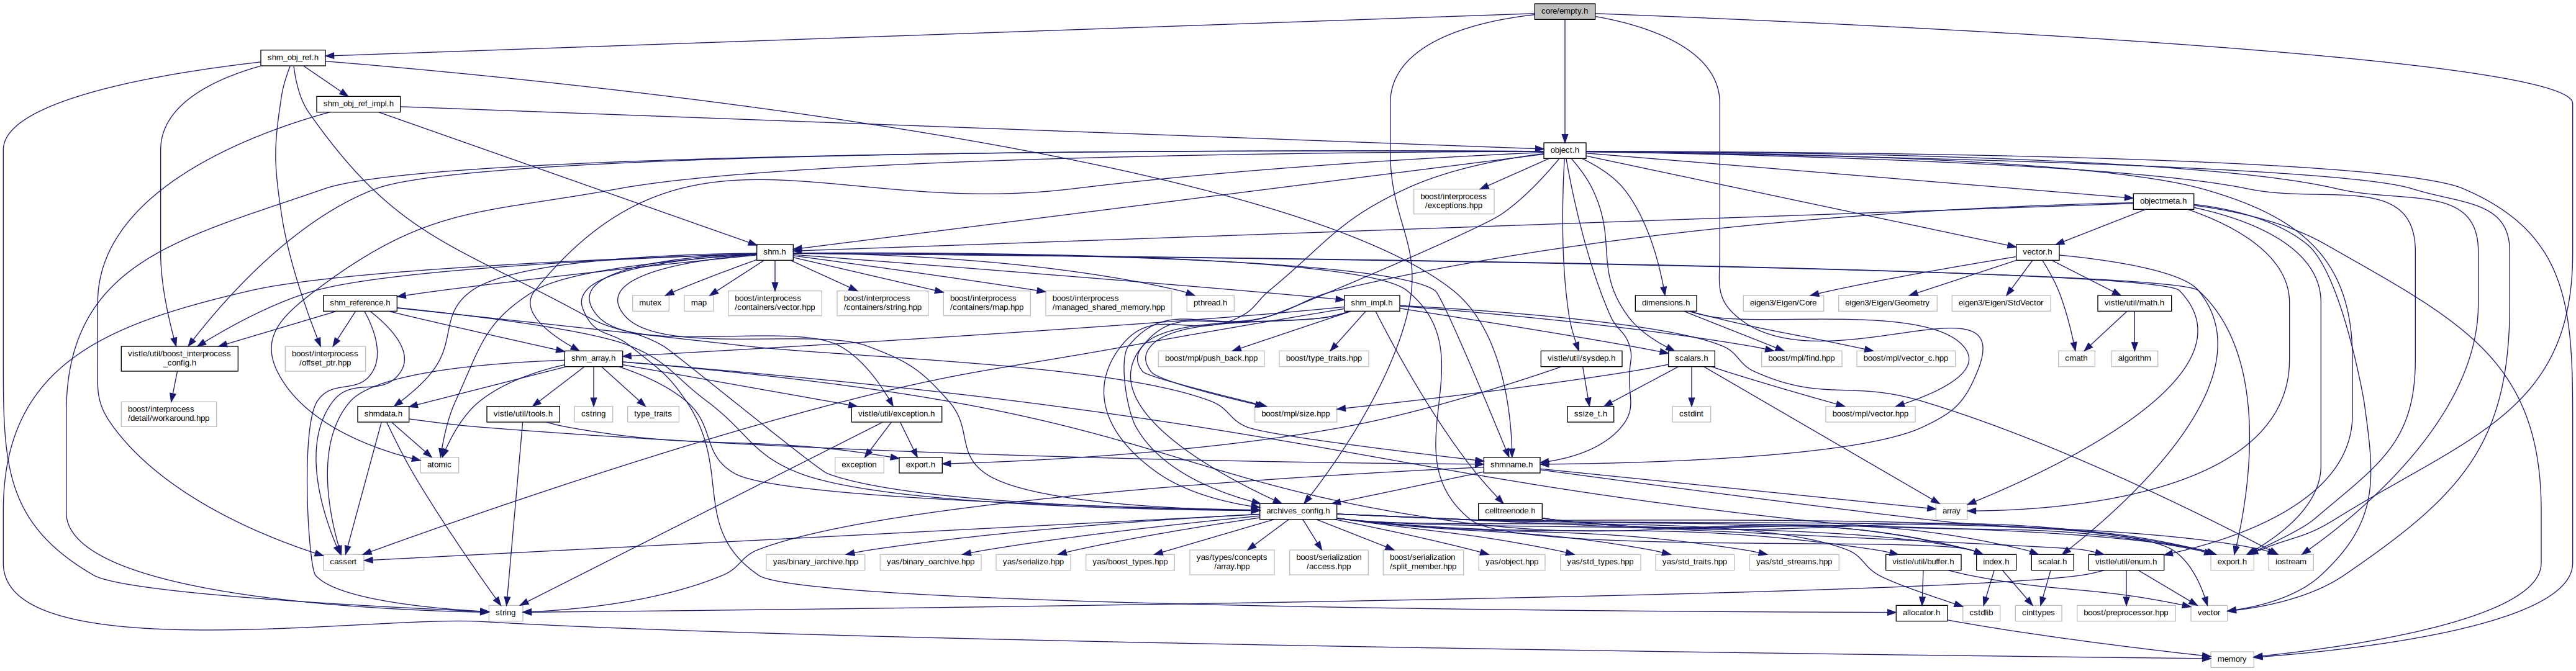 core/empty.h
shm_obj_ref.h
shm_obj_ref_impl.h
object.h
boost/interprocess
/exceptions.hpp
objectmeta.h
shm.h
vector.h
shm_reference.h
mutex
map
boost/interprocess
/containers/vector.hpp
boost/interprocess
/containers/string.hpp
boost/interprocess
/containers/map.hpp
boost/interprocess
/managed_shared_memory.hpp
pthread.h
shm_impl.h
dimensions.h
eigen3/Eigen/Core
eigen3/Eigen/Geometry
eigen3/Eigen/StdVector
vistle/util/math.h
vistle/util/boost_interprocess
_config.h
boost/interprocess
/offset_ptr.hpp
shm_array.h
boost/mpl/push_back.hpp
boost/type_traits.hpp
vistle/util/sysdep.h
scalars.h
boost/mpl/find.hpp
boost/mpl/vector_c.hpp
cmath
algorithm
boost/interprocess
/detail/workaround.hpp
shmdata.h
vistle/util/tools.h
cstring
type_traits
vistle/util/exception.h
boost/mpl/size.hpp
ssize_t.h
cstdint
boost/mpl/vector.hpp
atomic
exception
export.h
shmname.h
celltreenode.h
archives_config.h
array
cassert
yas/binary_iarchive.hpp
yas/binary_oarchive.hpp
yas/serialize.hpp
yas/boost_types.hpp
yas/types/concepts
/array.hpp
boost/serialization
/access.hpp
boost/serialization
/split_member.hpp
yas/object.hpp
yas/std_types.hpp
yas/std_traits.hpp
yas/std_streams.hpp
vistle/util/buffer.h
index.h
scalar.h
vistle/util/enum.h
export.h
iostream
string
allocator.h
cstdlib
cinttypes
boost/preprocessor.hpp
vector
memory